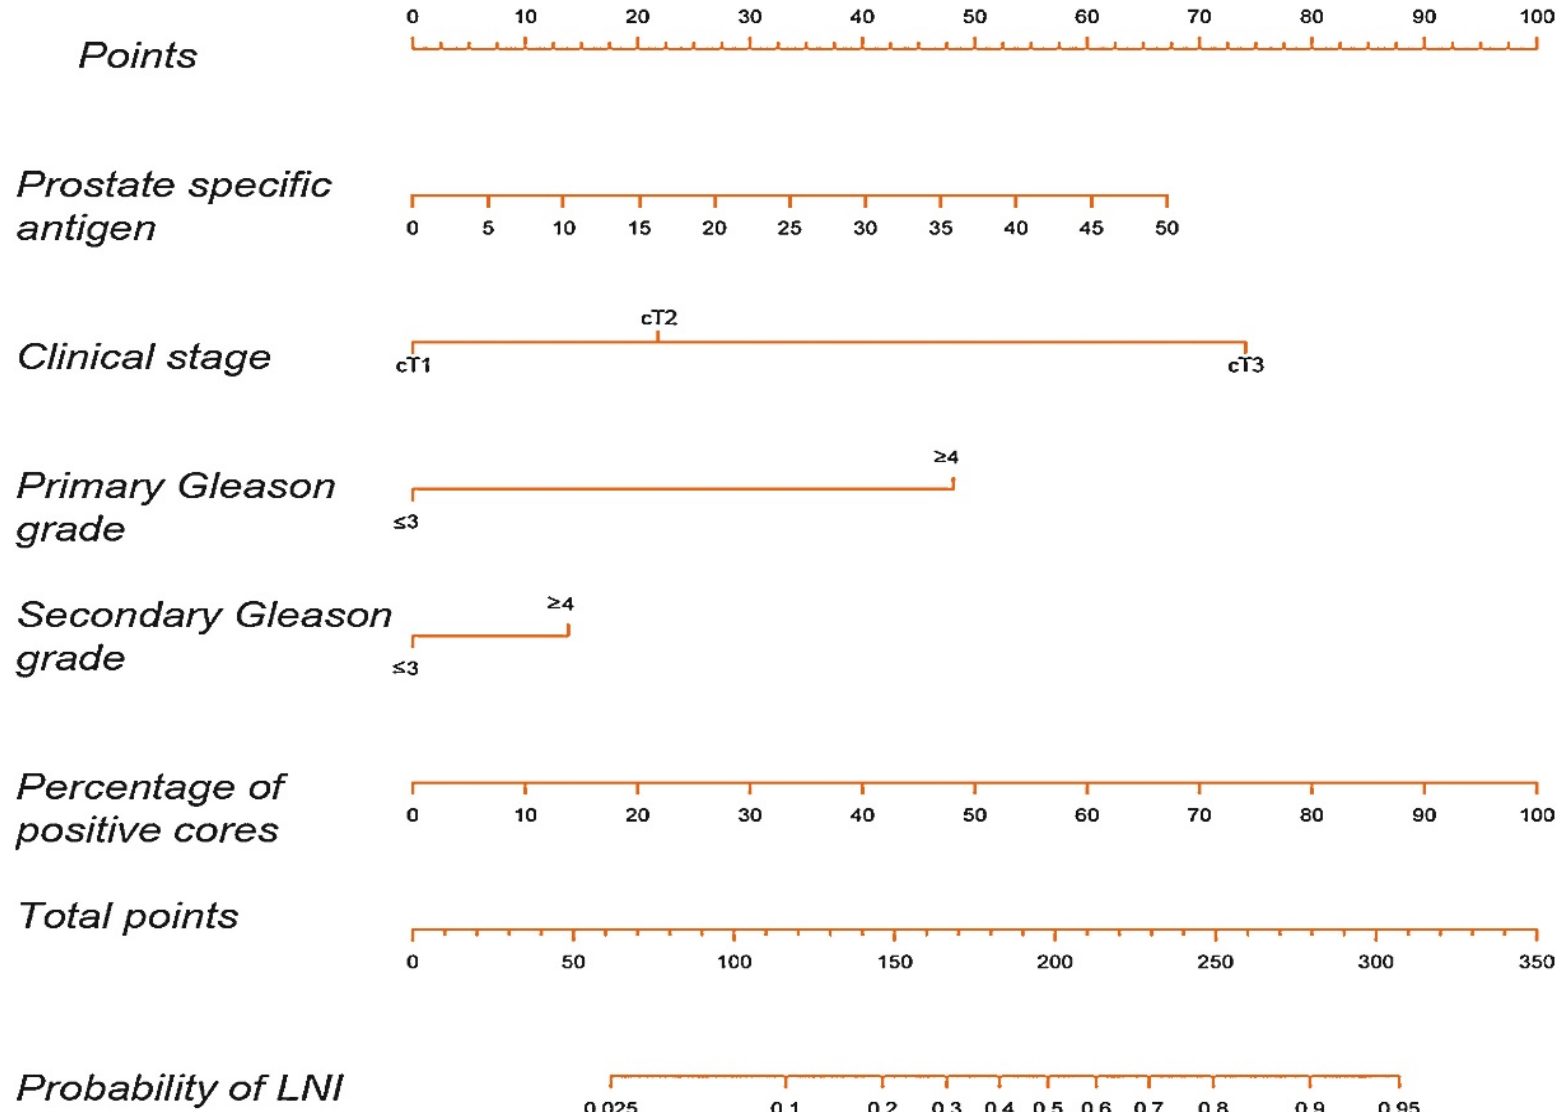 0 10 20 30 40 50 60 70 80 90 100
Points
Prostate specific
antigen
0 5 10 15 20 25 30 35 40 45 50
cT2
Clinical stage
cT1 cT3
≥4
Primary Gleason
grade
≤3
≥4
Secondary Gleason
grade
≤3
Percentage of
positive cores
0 10 20 30 40 50 60 70 80 90 100
Total points
0 50 100 150 200 250 300 350
Probability of LNI
0.025 0.1 0.2 0.3 0.4 0.5 0.6 0.7 0.8 0.9 0.95